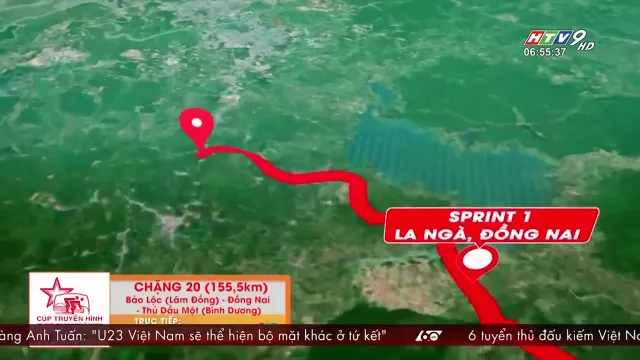 HTV9 HD
06:55:37
SPRINT 1
LA NGÀ, ĐỒNG NAI
CHẶNG 20 (155,5km)
Bảo Lộc (Lâm Đồng) - Đồng Nai
- Thủ Dầu Một (Bình Dương)
TRỰC TIẾP:
CÚP TRUYỀN HÌNH
àng Anh Tuấn: "U23 Việt Nam sẽ thể hiện bộ mặt khác ở tứ kết"
60
6 tuyển thủ đấu kiếm Việt Nam